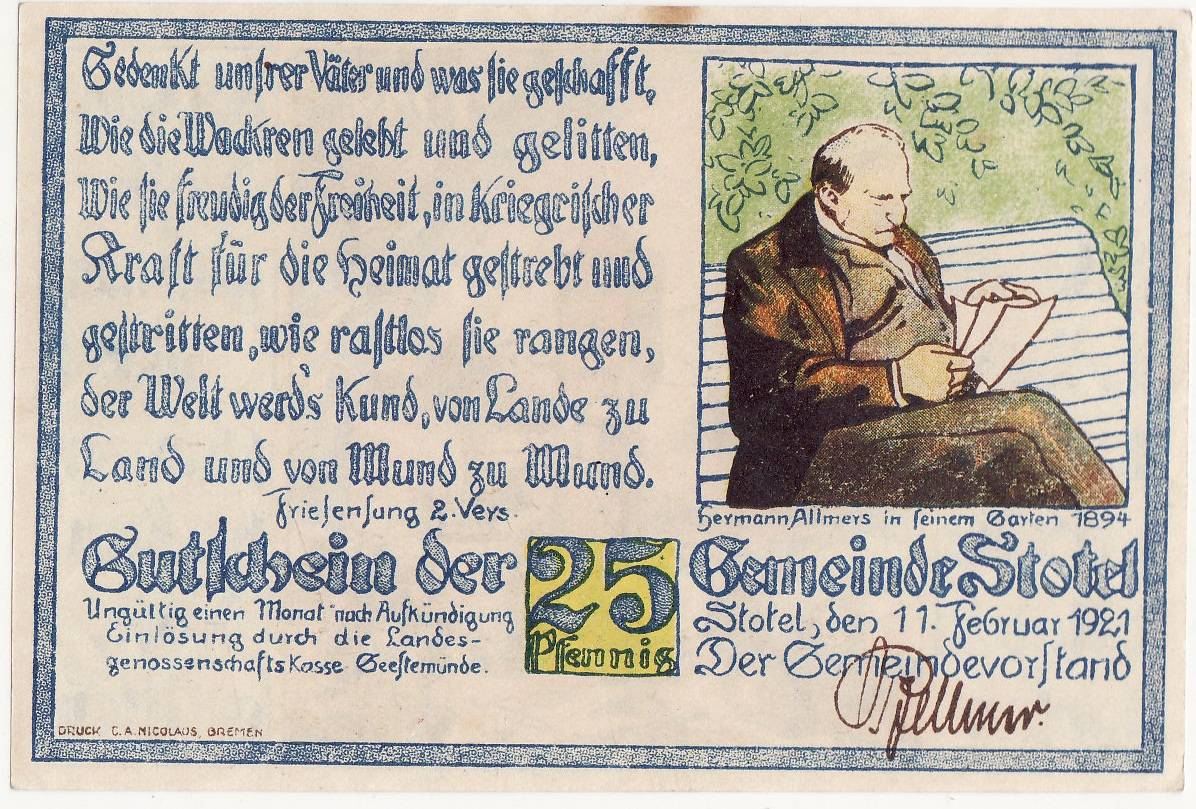 Gedenkt unsrer Väter und was sie geschafft,
Wie die Wackren gelebt und gelitten,
Wie sie freudig der Freiheit, in Kriegrischer
Kraft für die Heimat gestrebt und
gestritten, wie rastlos sie rangen,
der Welt werd's Kund, von Lande zu
Land und von Mund zu Mund.
Friesensung 2. Vers.
Hermann Allmers in seinem Garten 1894
Gutschein der 25 Gemeinde Stotel
Pfennig
Ungültig einen Monat nach Aufkündigung
Einlösung durch die Landes-
genossenschaftsKasse Geestemünde.
Stotel, den 11. Februar 1921
Der Gemeindevorstand
DRUCK C.A. NICOLAUS, BREMEN